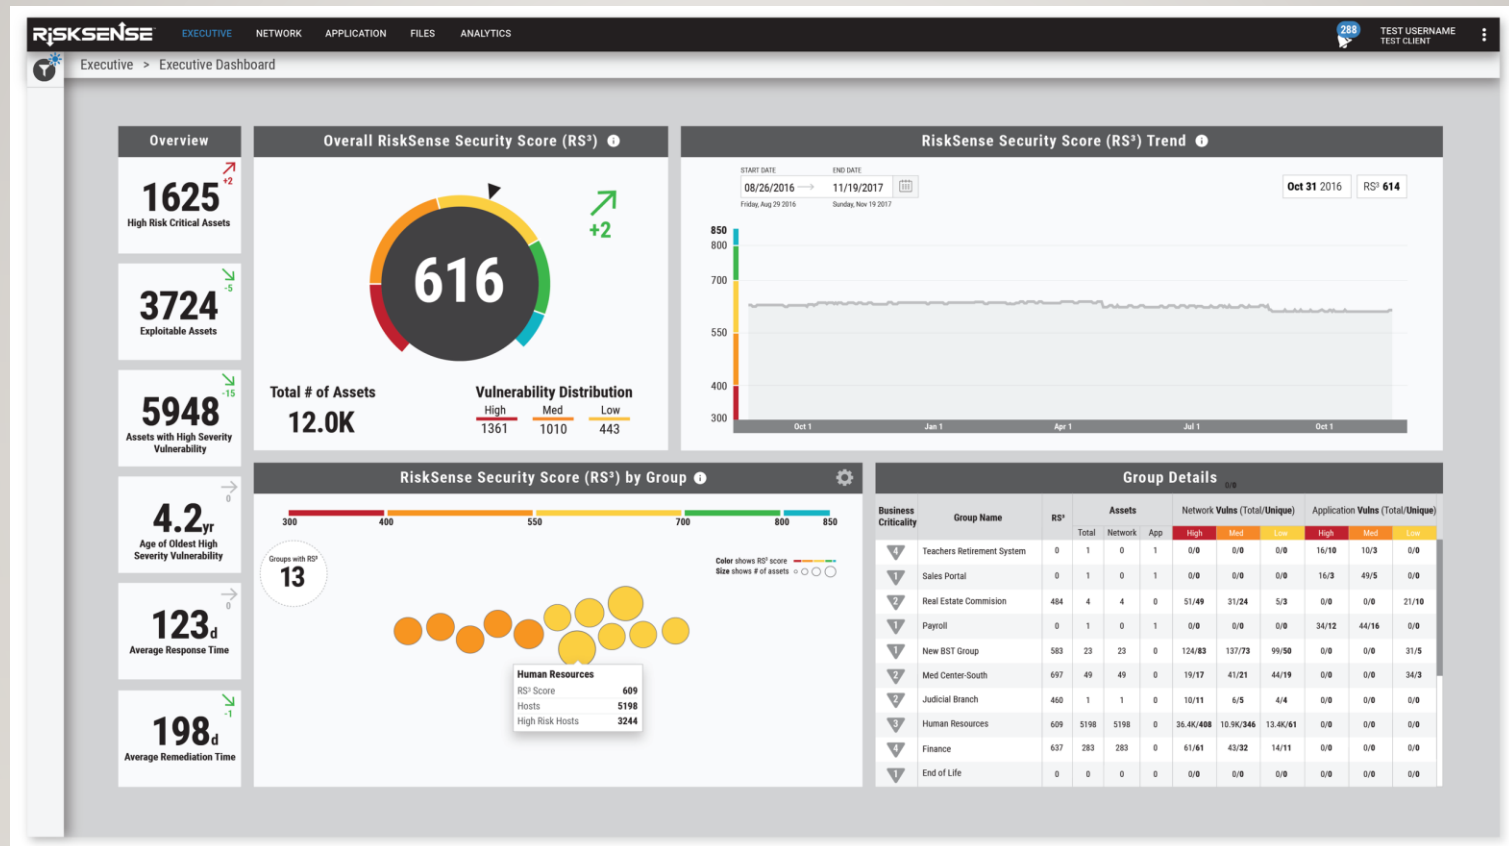 RiSKSENSE
EXECUTIVE NETWORK APPLICATION FILES ANALYTICS
288
TEST USERNAME
TEST CLIENT
Executive > Executive Dashboard
Overview
1625
+2
High Risk Critical Assets
3724
-5
Exploitable Assets
5948
-15
Assets with High Severity
Vulnerability
4.2yr
0
Age of Oldest High
Severity Vulnerability
123d
0
Average Response Time
198d
-1
Average Remediation Time
Overall RiskSense Security Score (RS³)
616
+2
Total # of Assets
12.0K
Vulnerability Distribution
High Med Low
1361 1010 443
RiskSense Security Score (RS³) Trend
START DATE END DATE
08/26/2016 11/19/2017
Friday, Aug 29 2016 Sunday, Nov 19 2017
Oct 31 2016 RS³ 614
850
800
700
550
400
300
Oct 1 Jan 1 Apr 1 Jul 1 Oct 1
RiskSense Security Score (RS³) by Group
300 400 550 700 800 850
Groups with RS³
13
Color shows RS³ score
Size shows # of assets
Human Resources
RS³ Score 609
Hosts 5198
High Risk Hosts 3244
Group Details
0/0
Business Criticality Group Name RS³ Assets Network Vulns (Total/Unique) Application Vulns (Total/Unique)
Total Network App High Med Low High Med Low
4 Teachers Retirement System 0 1 0 1 0/0 0/0 0/0 16/10 10/3 0/0
1 Sales Portal 0 1 0 1 0/0 0/0 0/0 16/3 49/5 0/0
2 Real Estate Commision 484 4 4 0 51/49 31/24 5/3 0/0 0/0 21/10
1 Payroll 0 1 0 1 0/0 0/0 0/0 34/12 44/16 0/0
1 New BST Group 583 23 23 0 124/83 137/73 99/50 0/0 0/0 31/5
2 Med Center-South 697 49 49 0 19/17 41/21 44/19 0/0 0/0 34/3
2 Judicial Branch 460 1 1 0 10/11 6/5 4/4 0/0 0/0 0/0
3 Human Resources 609 5198 5198 0 36.4K/408 10.9K/346 13.4K/61 0/0 0/0 0/0
4 Finance 637 283 283 0 61/61 43/32 14/11 0/0 0/0 0/0
1 End of Life 0 0 0 0 0/0 0/0 0/0 0/0 0/0 0/0